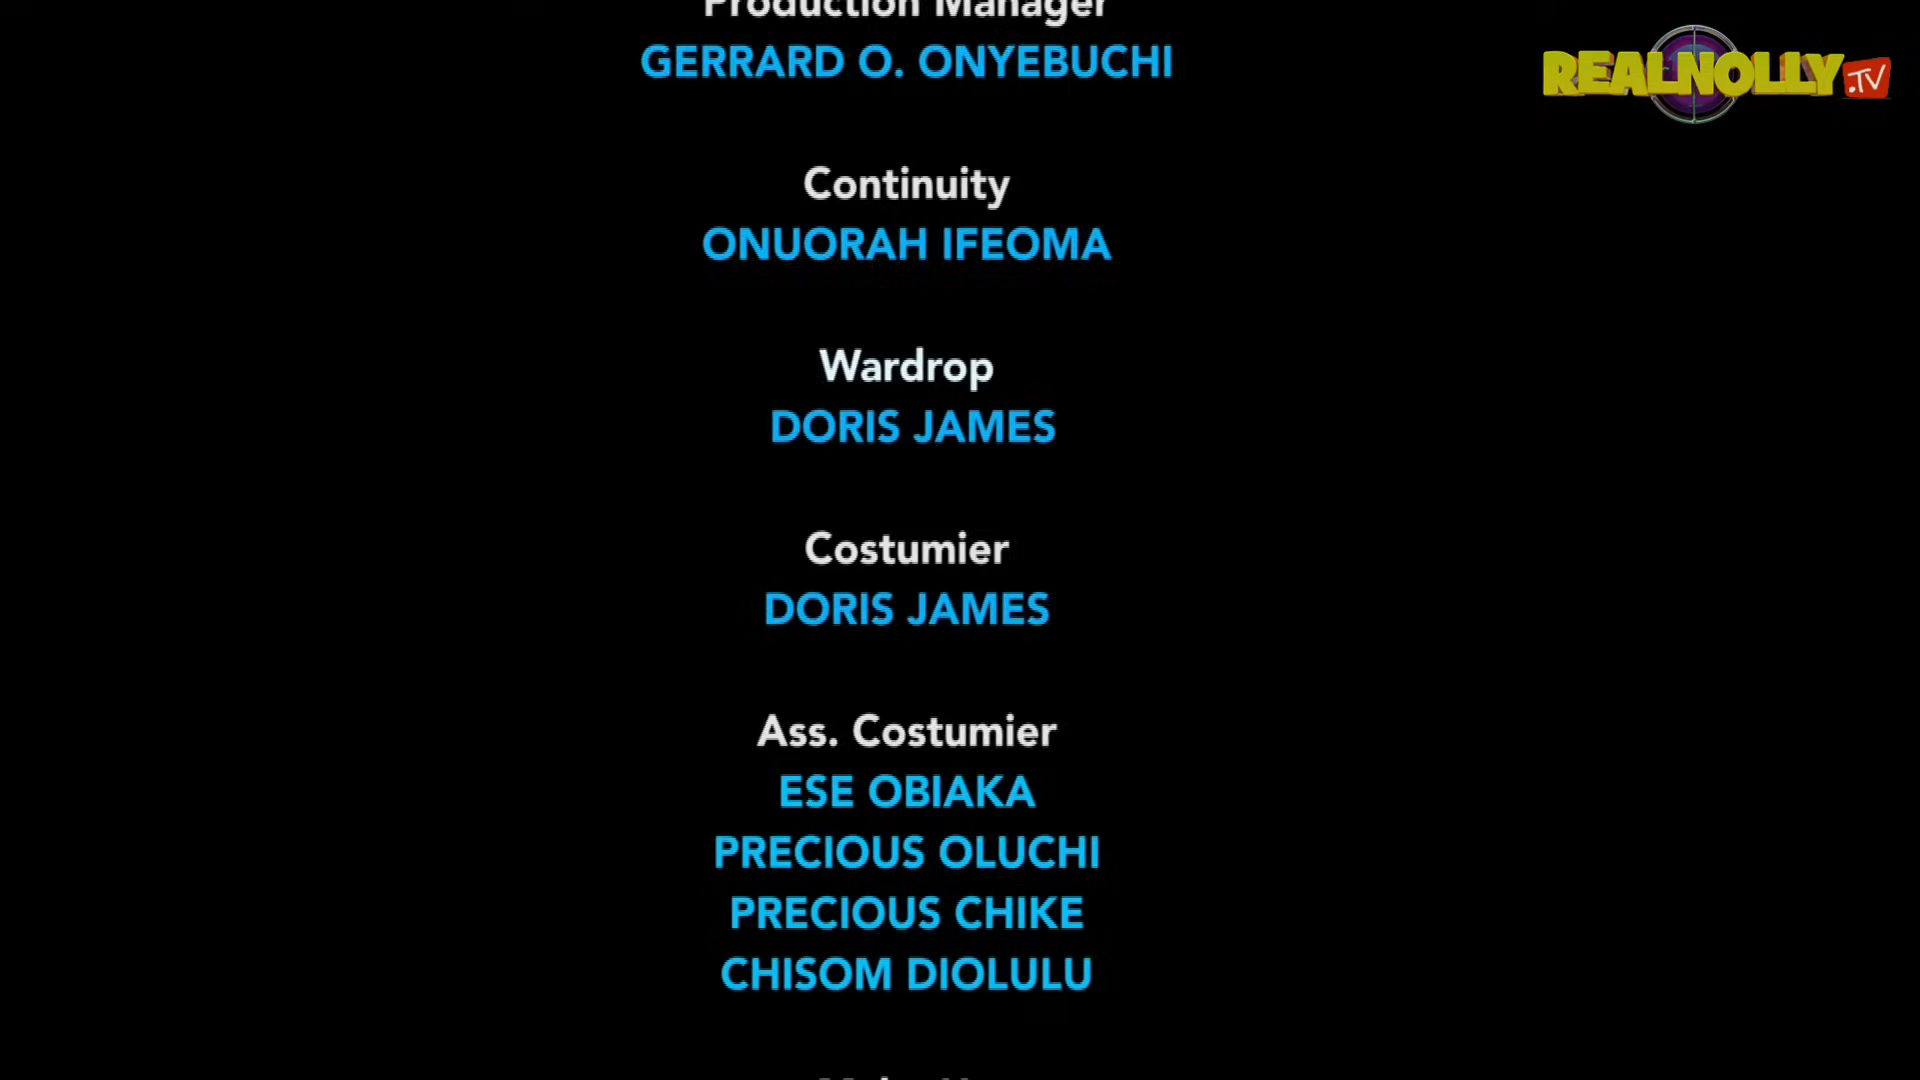 Production Manager
GERRARD O. ONYEBUCHI
REALNOLLY.TV
Continuity
ONUORAH IFEOMA
Wardrop
DORIS JAMES
Costumier
DORIS JAMES
Ass. Costumier
ESE OBIAKA
PRECIOUS OLUCHI
PRECIOUS CHIKE
CHISOM DIOLULU